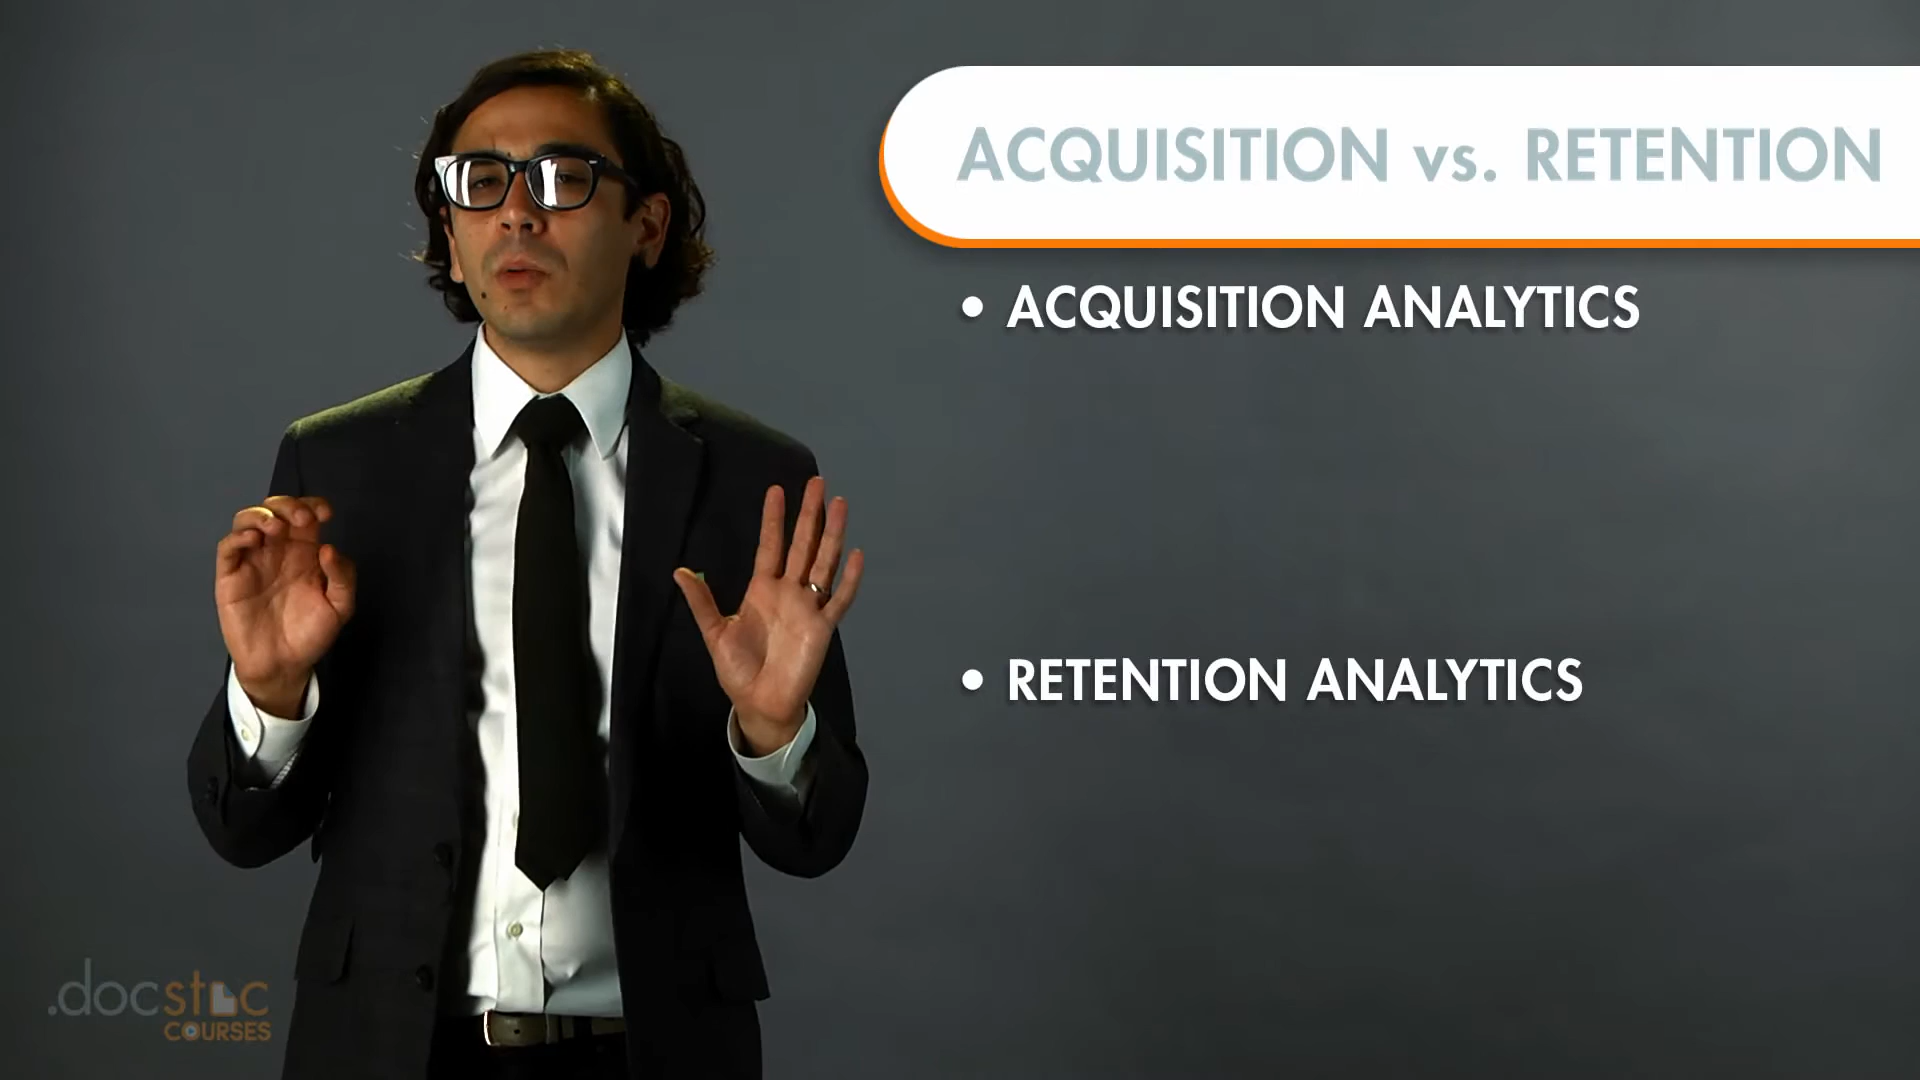 ACQUISITION vs. RETENTION
• ACQUISITION ANALYTICS
• RETENTION ANALYTICS
.docstoc
COURSES